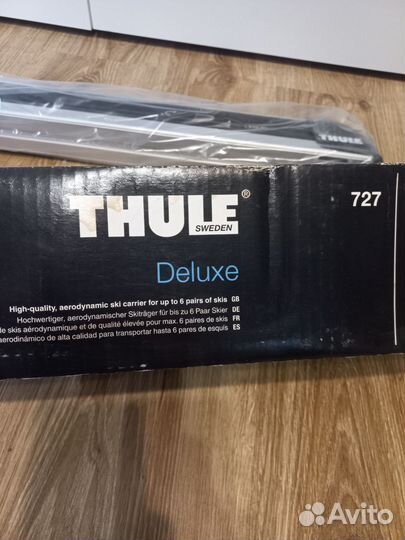 THULE
THULE®
SWEDEN
727
Deluxe
High-quality, aerodynamic ski carrier for up to 6 pairs of skis GB
Hochwertiger, aerodynamischer Skiträger für bis zu 6 Paar Skier DE
de skis aérodynamique et de qualité élevée pour max. 6 paires de skis FR
aerodinámico de alta calidad para transportar hasta 6 pares de esquís ES
Avito